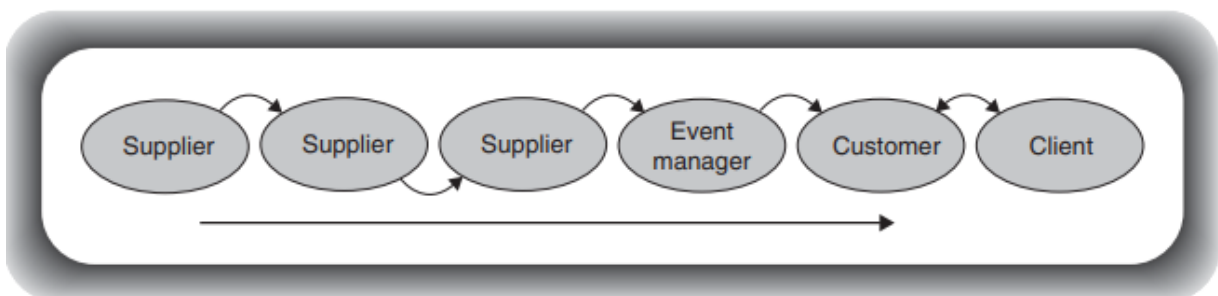 Supplier
Supplier
Supplier
Event
manager
Customer
Client